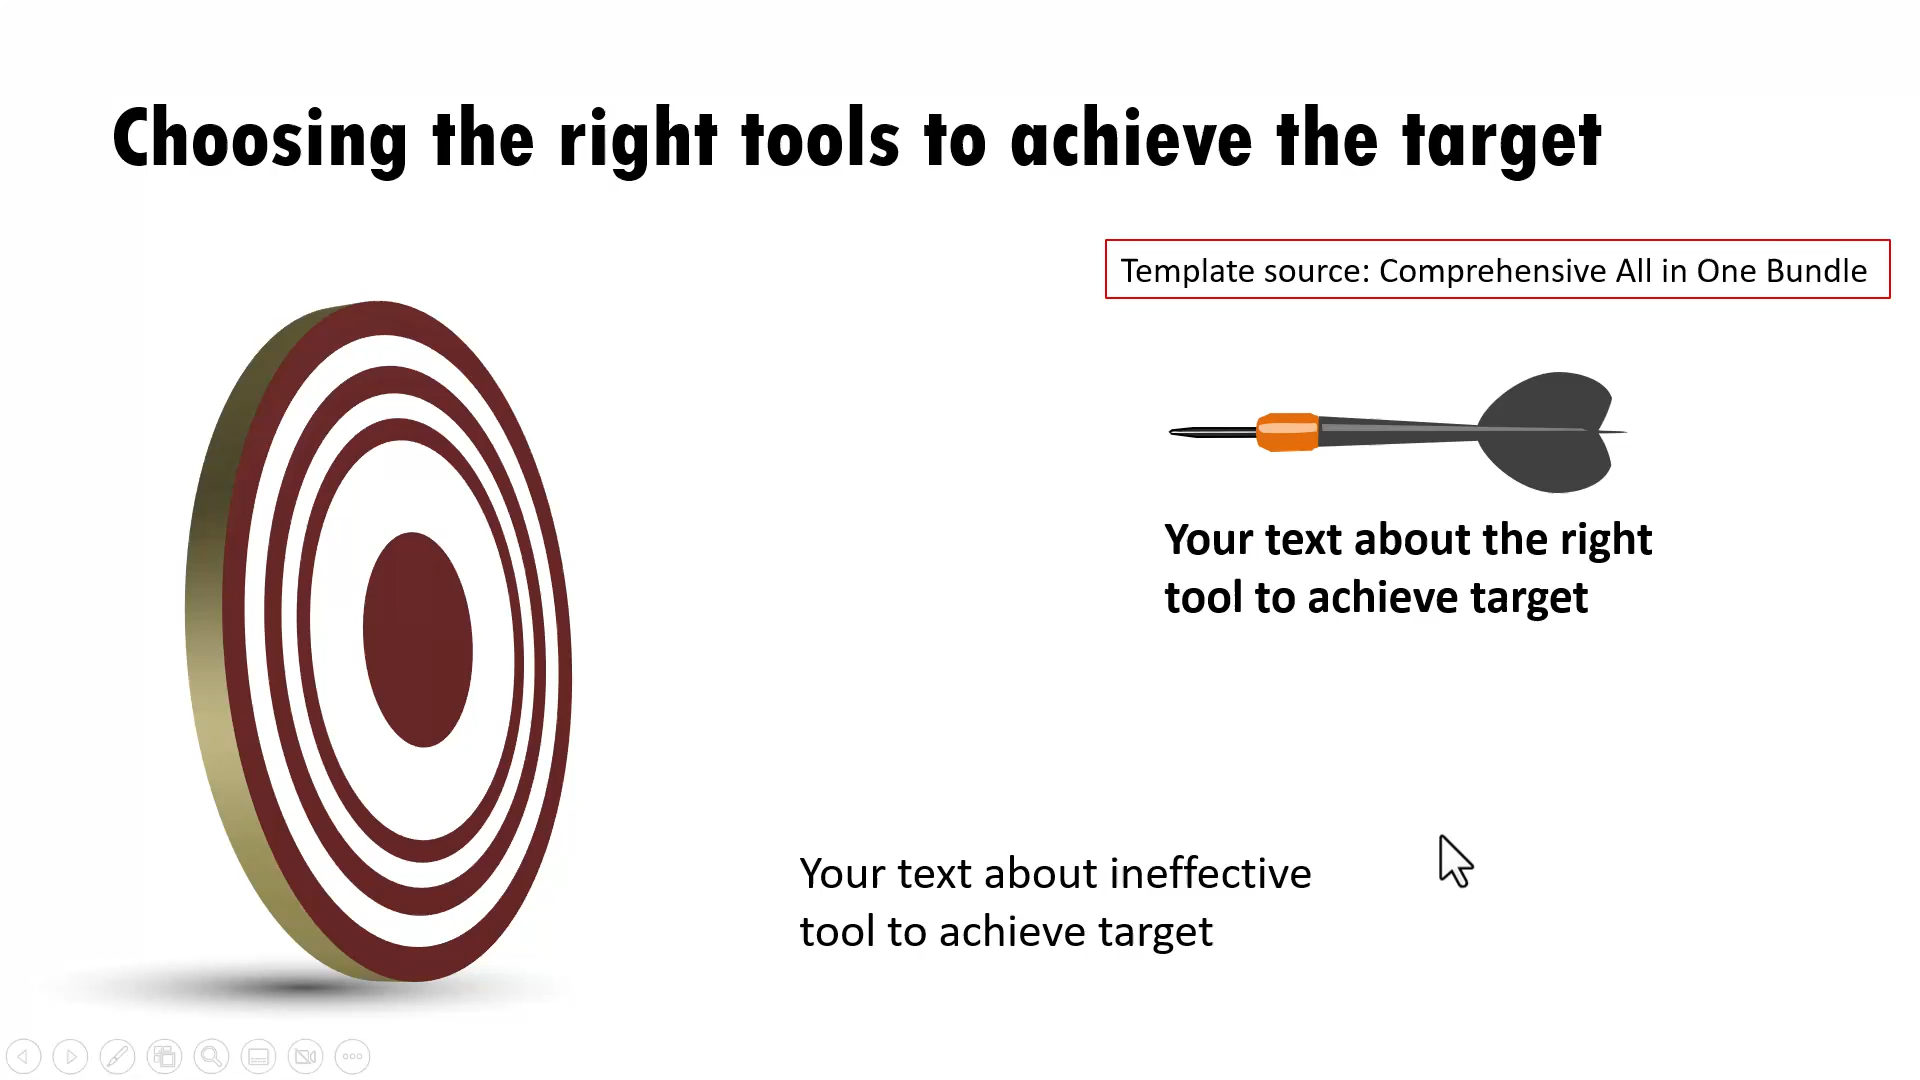 Choosing the right tools to achieve the target
Template source: Comprehensive All in One Bundle
Your text about the right
tool to achieve target
Your text about ineffective
tool to achieve target